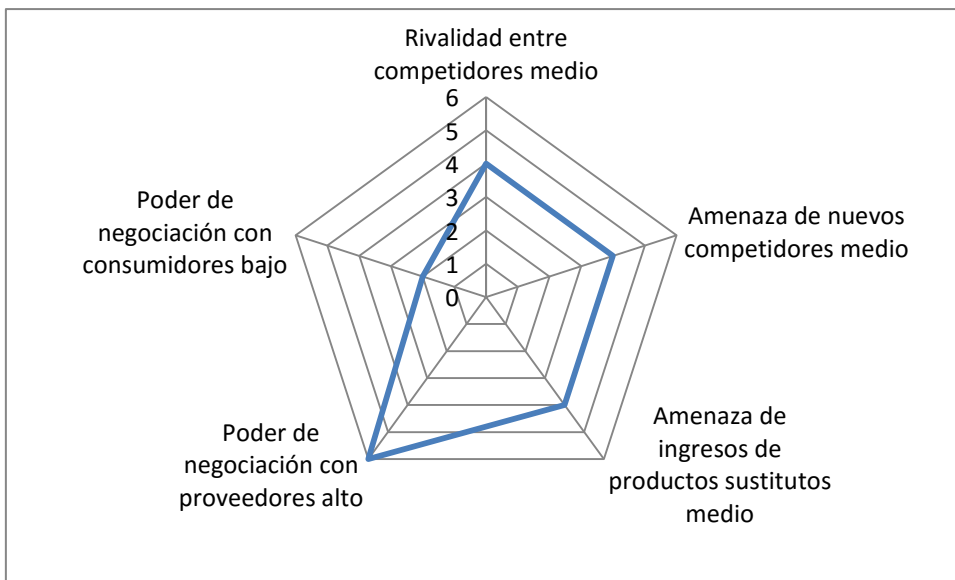 Rivalidad entre
competidores medio
6
5
4
3
2
1
0
Amenaza de nuevos
competidores medio
Amenaza de
ingresos de
productos sustitutos
medio
Poder de
negociación con
proveedores alto
Poder de
negociación con
consumidores bajo